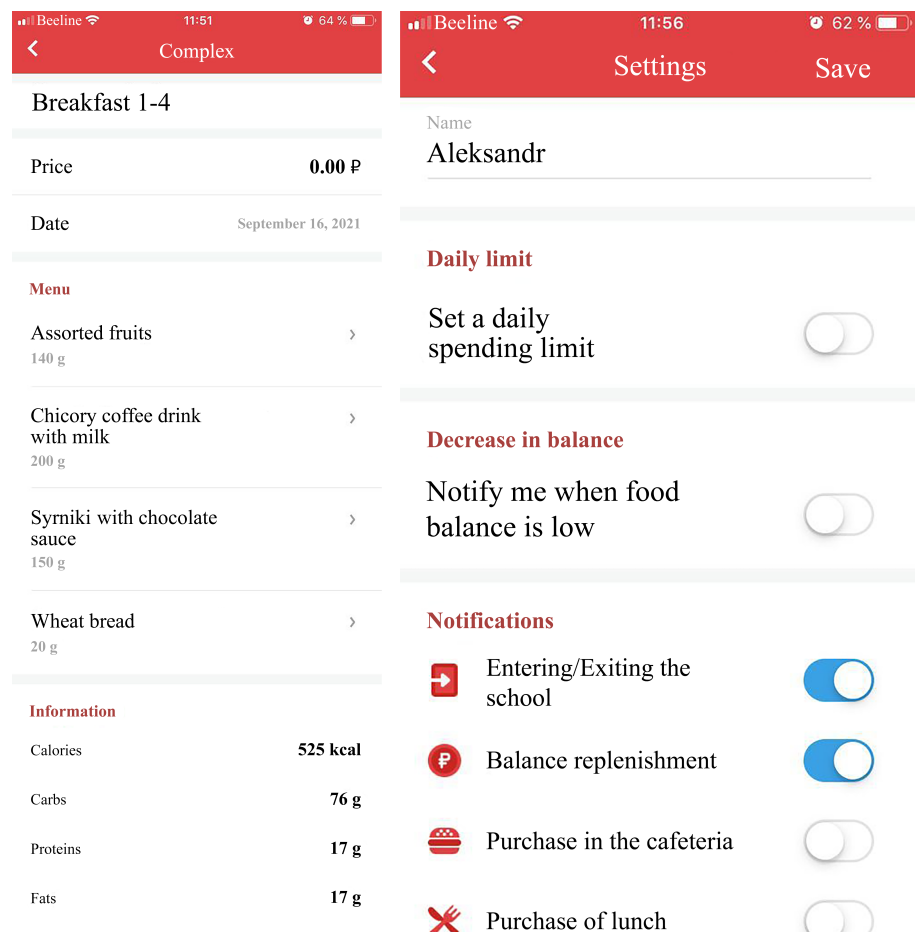 Beeline 11:51 64 %
Complex
Breakfast 1-4
Price 0.00 ₽
Date September 16, 2021
Menu
Assorted fruits
140 g
Chicory coffee drink
with milk
200 g
Syrniki with chocolate
sauce
150 g
Wheat bread
20 g
Information
Calories 525 kcal
Carbs 76 g
Proteins 17 g
Fats 17 g
Beeline 11:56 62 %
Settings Save
Name
Aleksandr
Daily limit
Set a daily
spending limit
Decrease in balance
Notify me when food
balance is low
Notifications
Entering/Exiting the
school
₽ Balance replenishment
Purchase in the cafeteria
Purchase of lunch